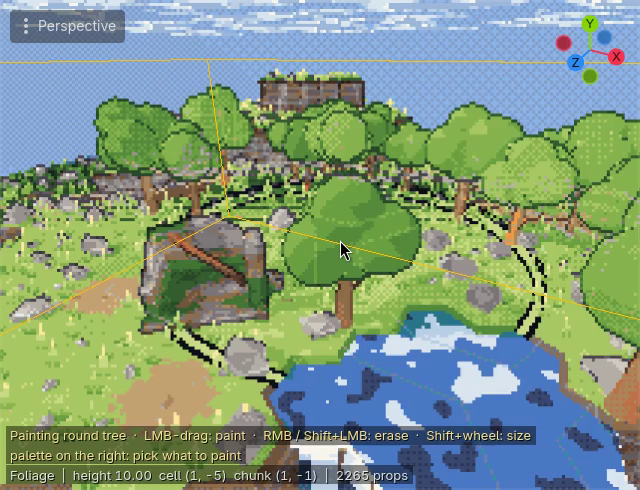 Perspective
Y
X
Z
Painting round tree · LMB-drag: paint · RMB / Shift+LMB: erase · Shift+wheel: size
palette on the right: pick what to paint
Foliage | height 10.00 cell (1, -5) chunk (1, -1) | 2265 props